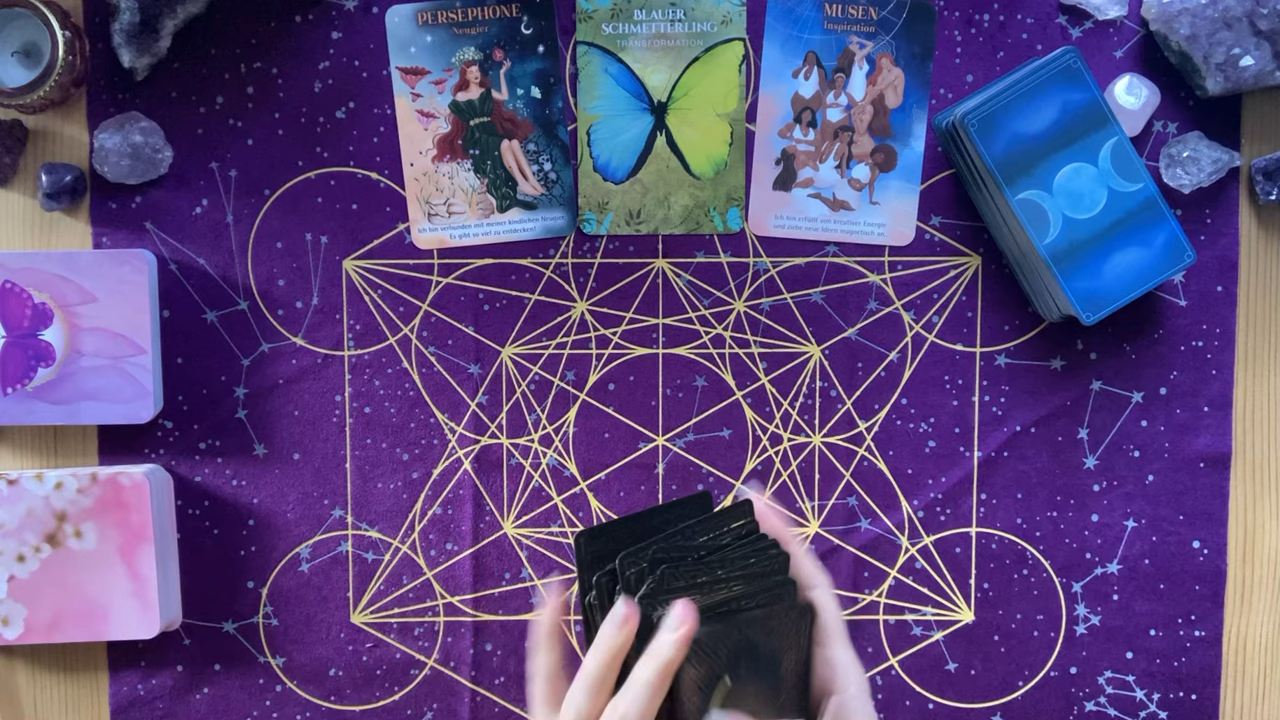 PERSEPHONE
Neugier
Ich bin verbunden mit meiner kindlichen Neugier.
Es gibt so viel zu entdecken!
BLAUER
SCHMETTERLING
TRANSFORMATION
MUSEN
Inspiration
Ich bin erfüllt von kreativer Energie
und ziehe neue Ideen magnetisch an.